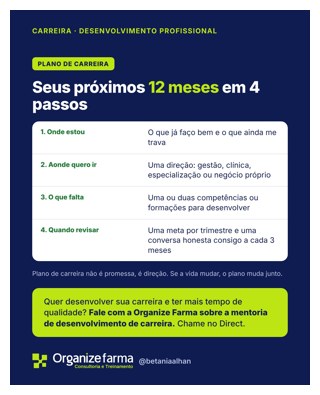 CARREIRA · DESENVOLVIMENTO PROFISSIONAL
PLANO DE CARREIRA
Seus próximos 12 meses em 4
passos
1. Onde estou
O que já faço bem e o que ainda me
trava
2. Aonde quero ir
Uma direção: gestão, clínica,
especialização ou negócio próprio
3. O que falta
Uma ou duas competências ou
formações para desenvolver
4. Quando revisar
Uma meta por trimestre e uma
conversa honesta consigo a cada 3
meses
Plano de carreira não é promessa, é direção. Se a vida mudar, o plano muda junto.
Quer desenvolver sua carreira e ter mais tempo de
qualidade? Fale com a Organize Farma sobre a mentoria
de desenvolvimento de carreira. Chame no Direct.
Organize farma
Consultoria e Treinamento
@betaniaalhan